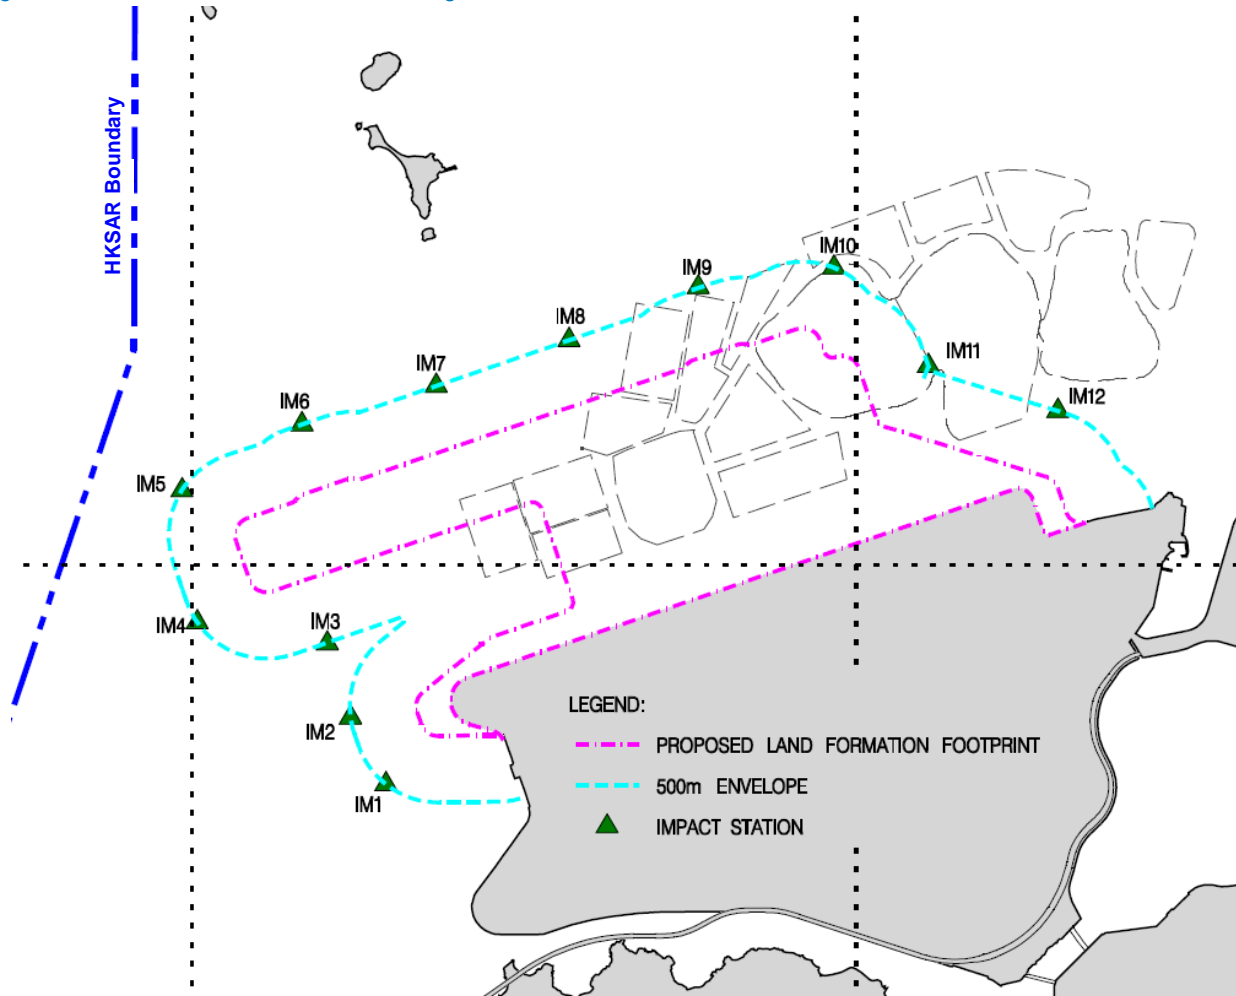 HKSAR Boundary
IM10
IM9
IM8
IM11
IM7
IM12
IM6
IM5
IM4
IM3
IM2
IM1
LEGEND:
PROPOSED LAND FORMATION FOOTPRINT
500m ENVELOPE
IMPACT STATION